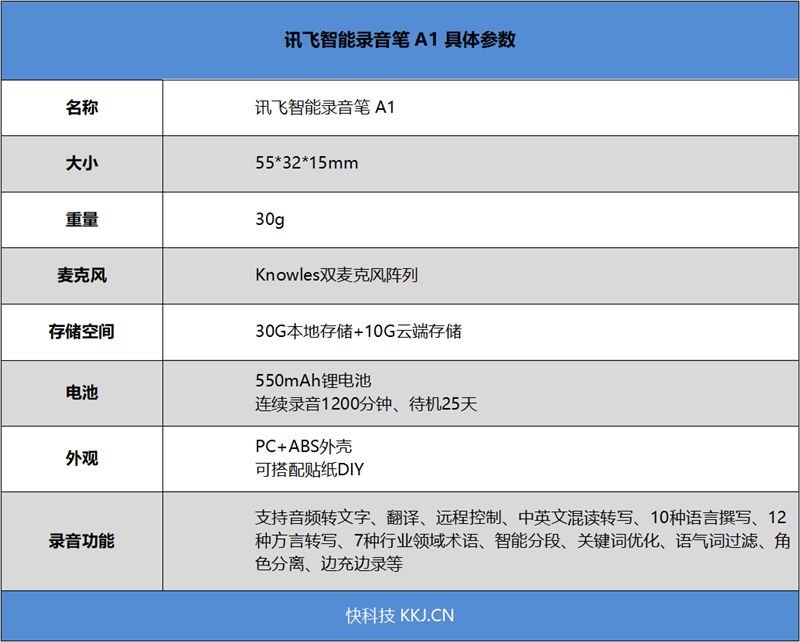 讯飞智能录音笔 A1 具体参数
名称
讯飞智能录音笔 A1
大小
55*32*15mm
重量
30g
麦克风
Knowles双麦克风阵列
存储空间
30G本地存储+10G云端存储
电池
550mAh锂电池
连续录音1200分钟、待机25天
外观
PC+ABS外壳
可搭配贴纸DIY
录音功能
支持音频转文字、翻译、远程控制、中英文混读转写、10种语言撰写、12
种方言转写、7种行业领域术语、智能分段、关键词优化、语气词过滤、角
色分离、边充边录等
快科技 KKJ.CN